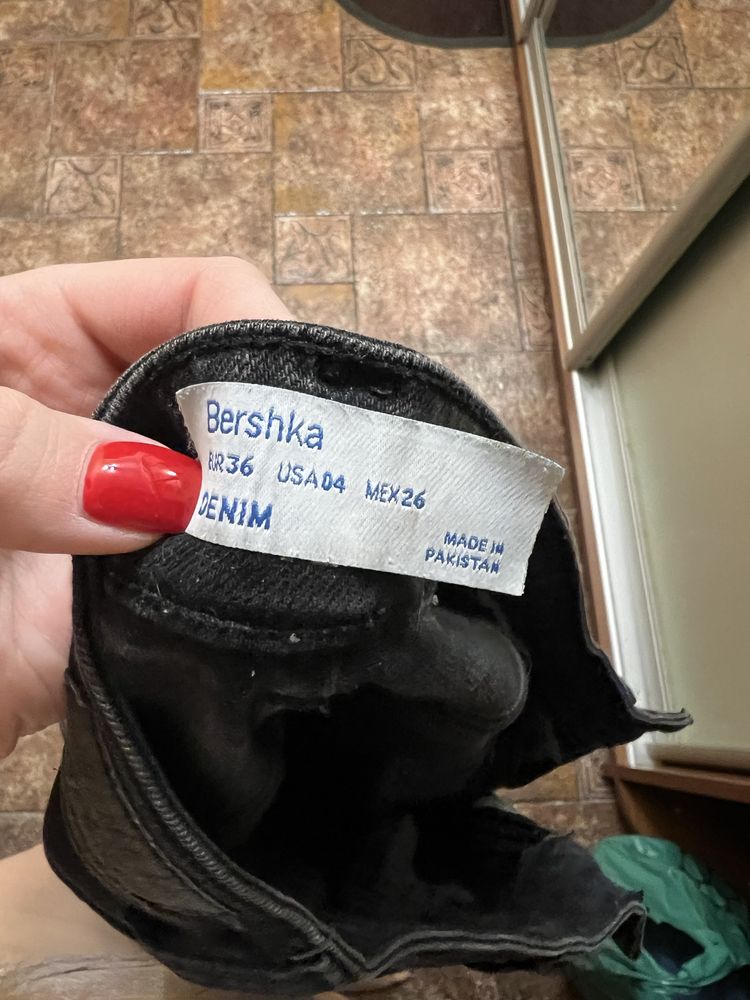 Bershka
EUR36 USA04 MEX26
DENIM
MADE IN
PAKISTAN